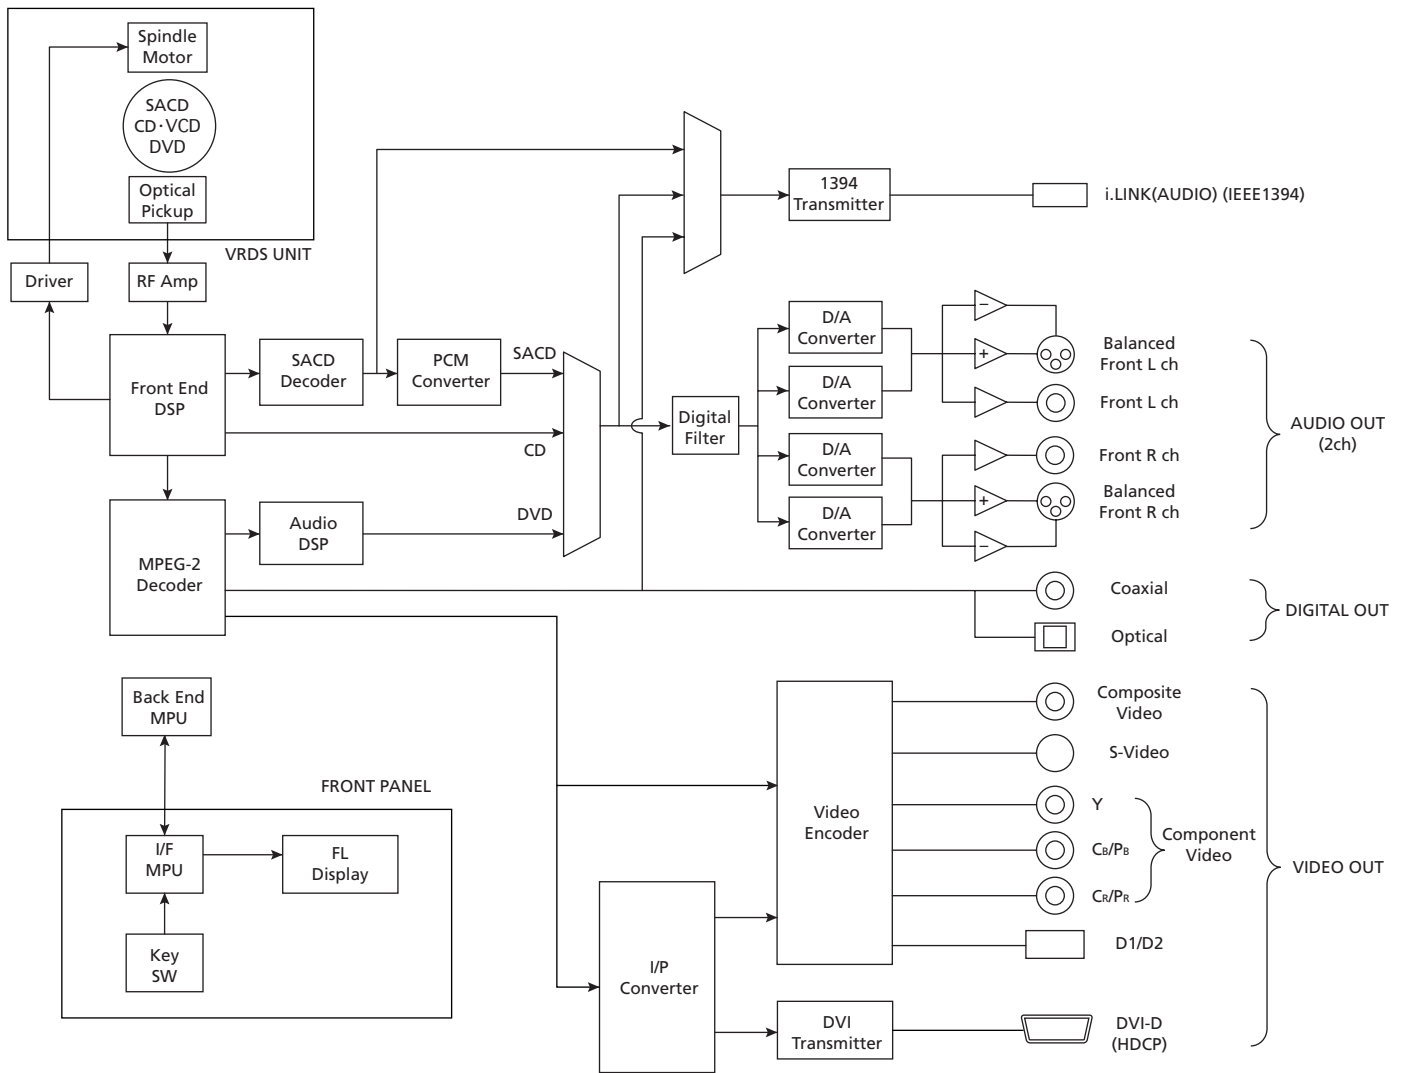 Spindle
Motor
SACD
CD·VCD
DVD
Optical
Pickup
VRDS UNIT
Driver
RF Amp
Front End
DSP
SACD
Decoder
PCM
Converter
SACD
CD
DVD
MPEG-2
Decoder
Audio
DSP
1394
Transmitter
i.LINK(AUDIO) (IEEE1394)
Digital
Filter
D/A
Converter
D/A
Converter
D/A
Converter
D/A
Converter
−
+
+
−
Balanced
Front L ch
Front L ch
Front R ch
Balanced
Front R ch
AUDIO OUT
(2ch)
Coaxial
Optical
DIGITAL OUT
Back End
MPU
FRONT PANEL
I/F
MPU
FL
Display
Key
SW
I/P
Converter
Video
Encoder
DVI
Transmitter
Composite
Video
S-Video
Y
CB/PB
CR/PR
Component
Video
D1/D2
DVI-D
(HDCP)
VIDEO OUT